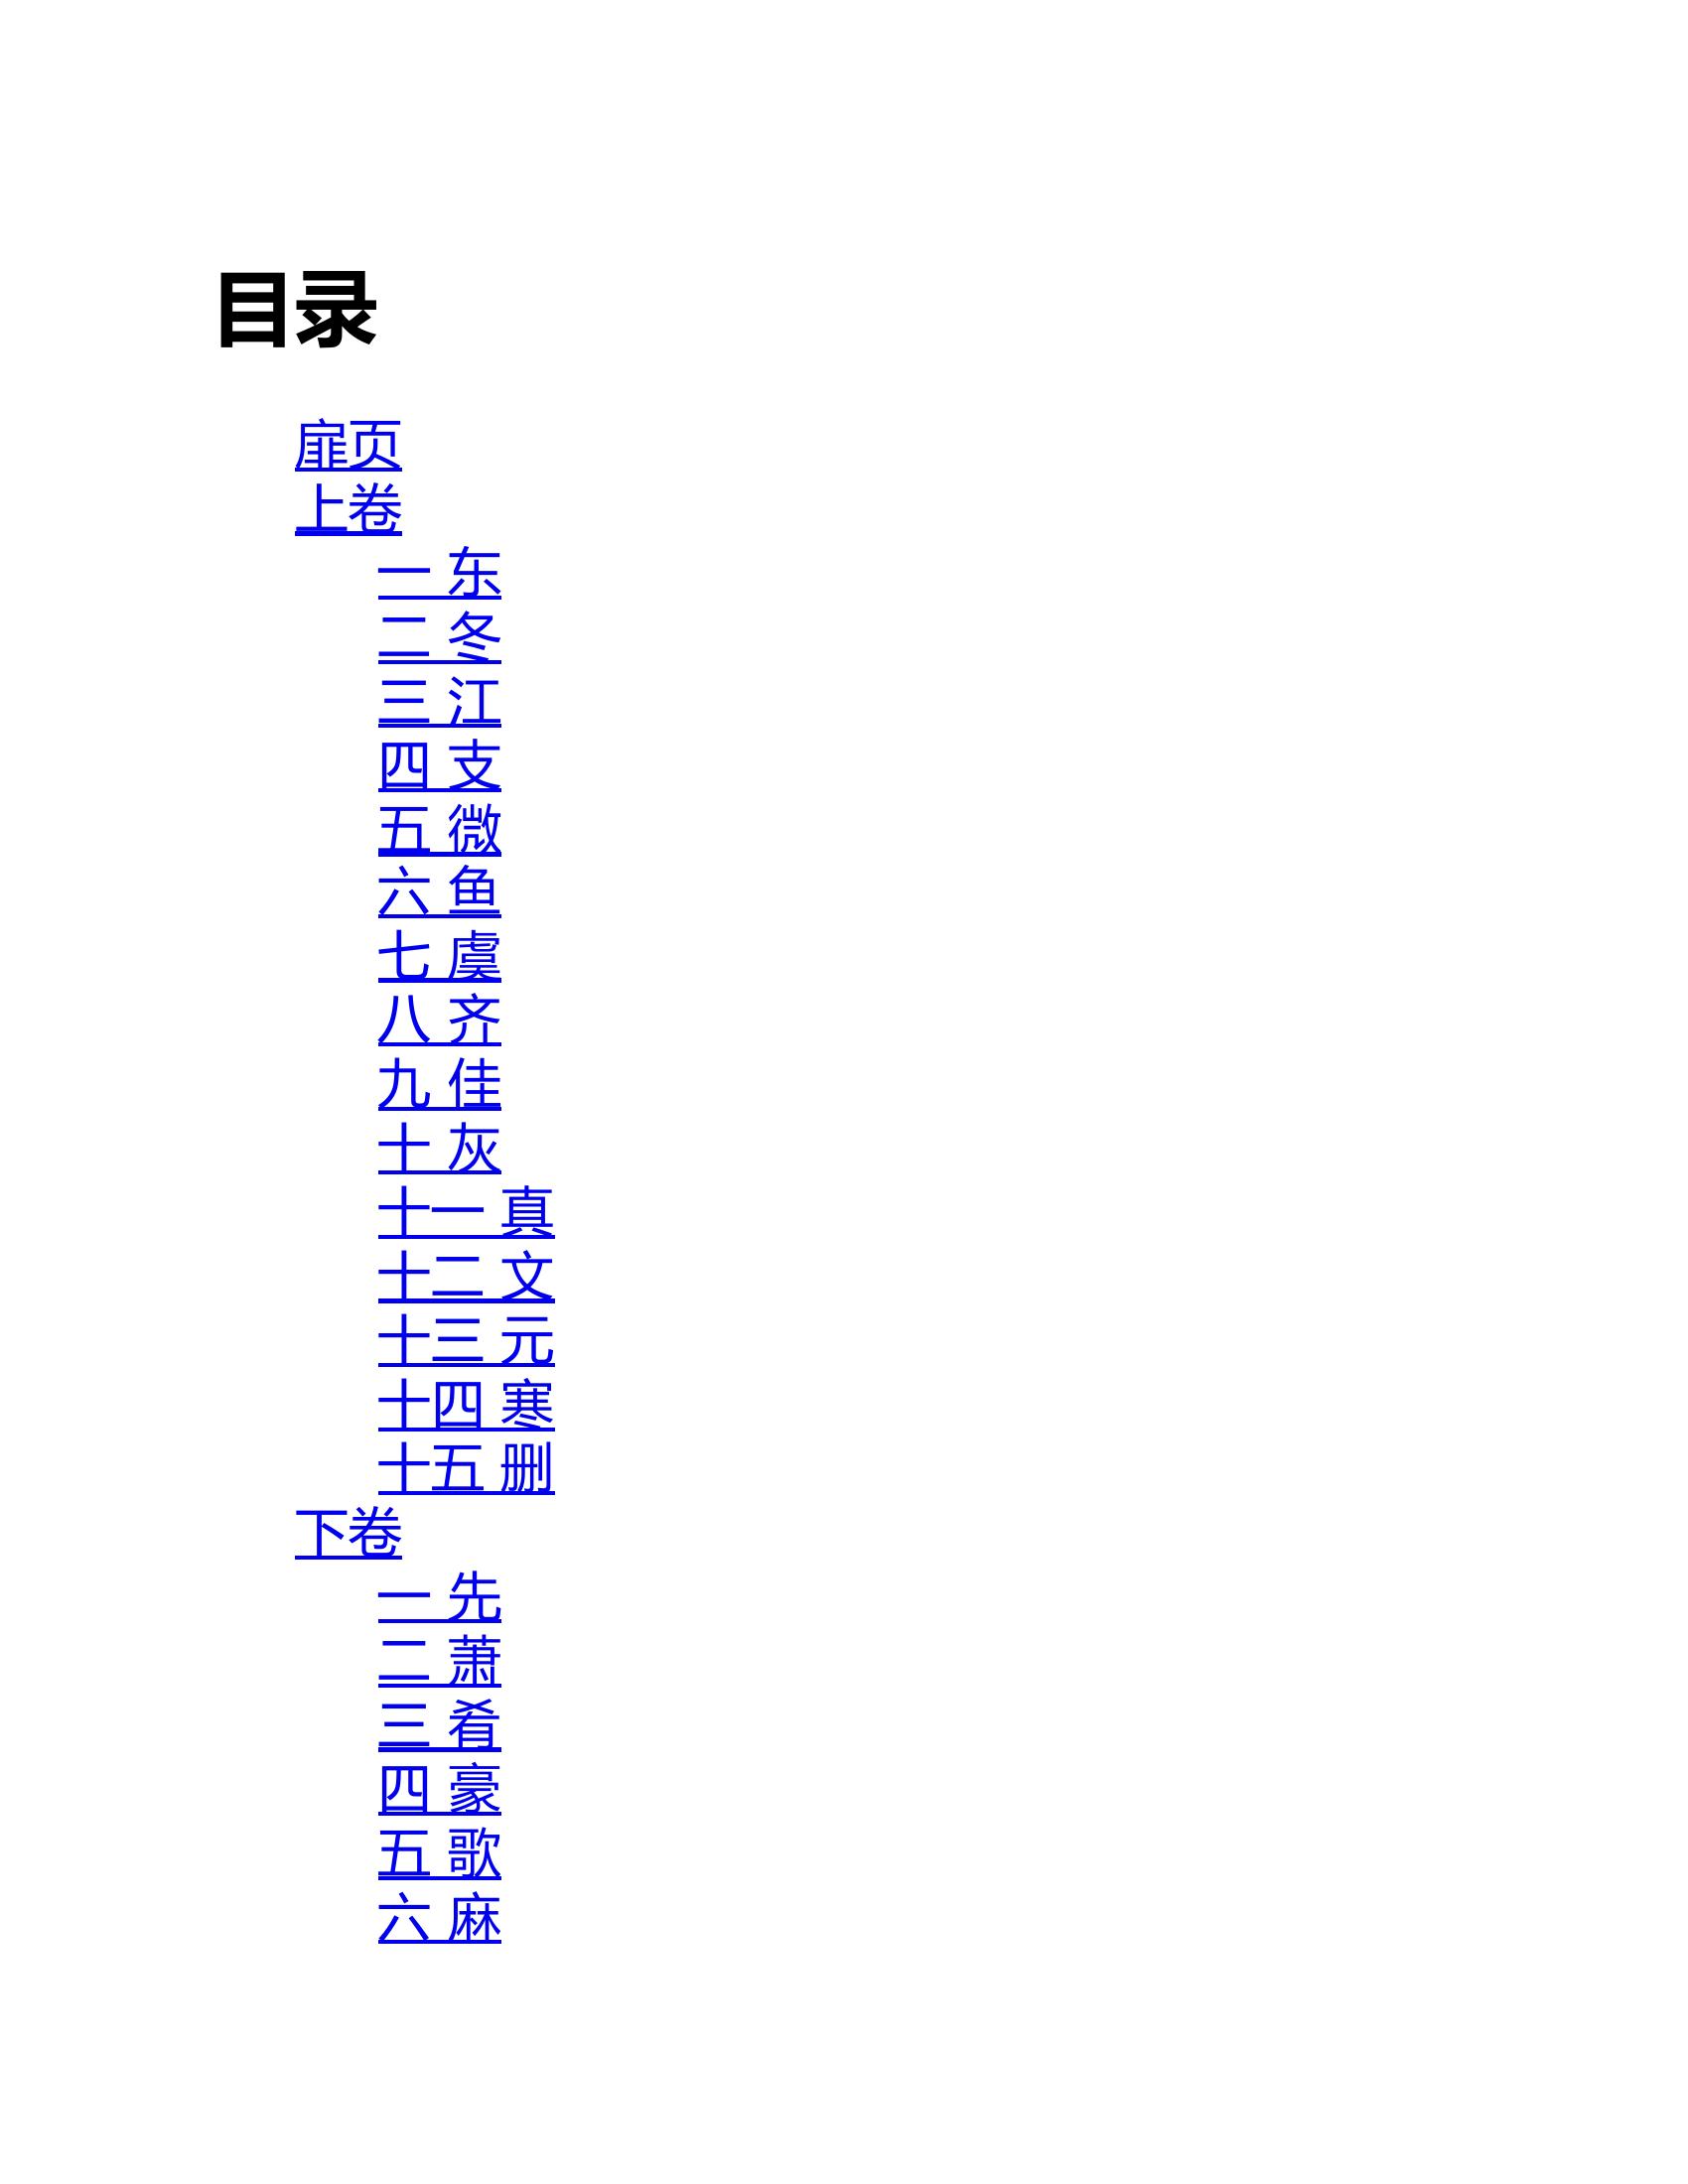 目录
扉页
上卷
一 东
二 冬
三 江
四 支
五 微
六 鱼
七 虞
八 齐
九 佳
十 灰
十一 真
十二 文
十三 元
十四 寒
十五 删
下卷
一 先
二 萧
三 肴
四 豪
五 歌
六 麻